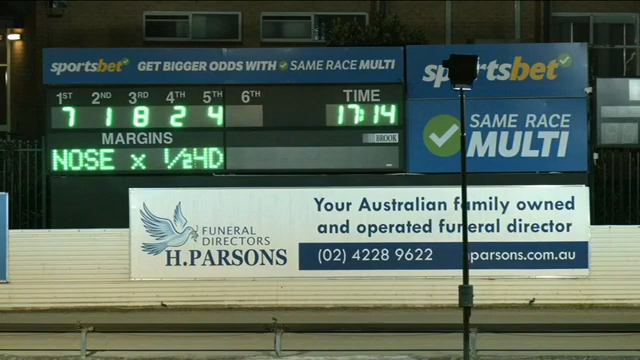 sportsbet GET BIGGER ODDS WITH SAME RACE MULTI
sportsbet
1ST 2ND 3RD 4TH 5TH 6TH TIME
7 1 8 2 4 17:14
MARGINS
BROOK
NOSE x 1/2HD
SAME RACE
MULTI
FUNERAL
DIRECTORS
H.PARSONS
Your Australian family owned
and operated funeral director
(02) 4228 9622
parsons.com.au